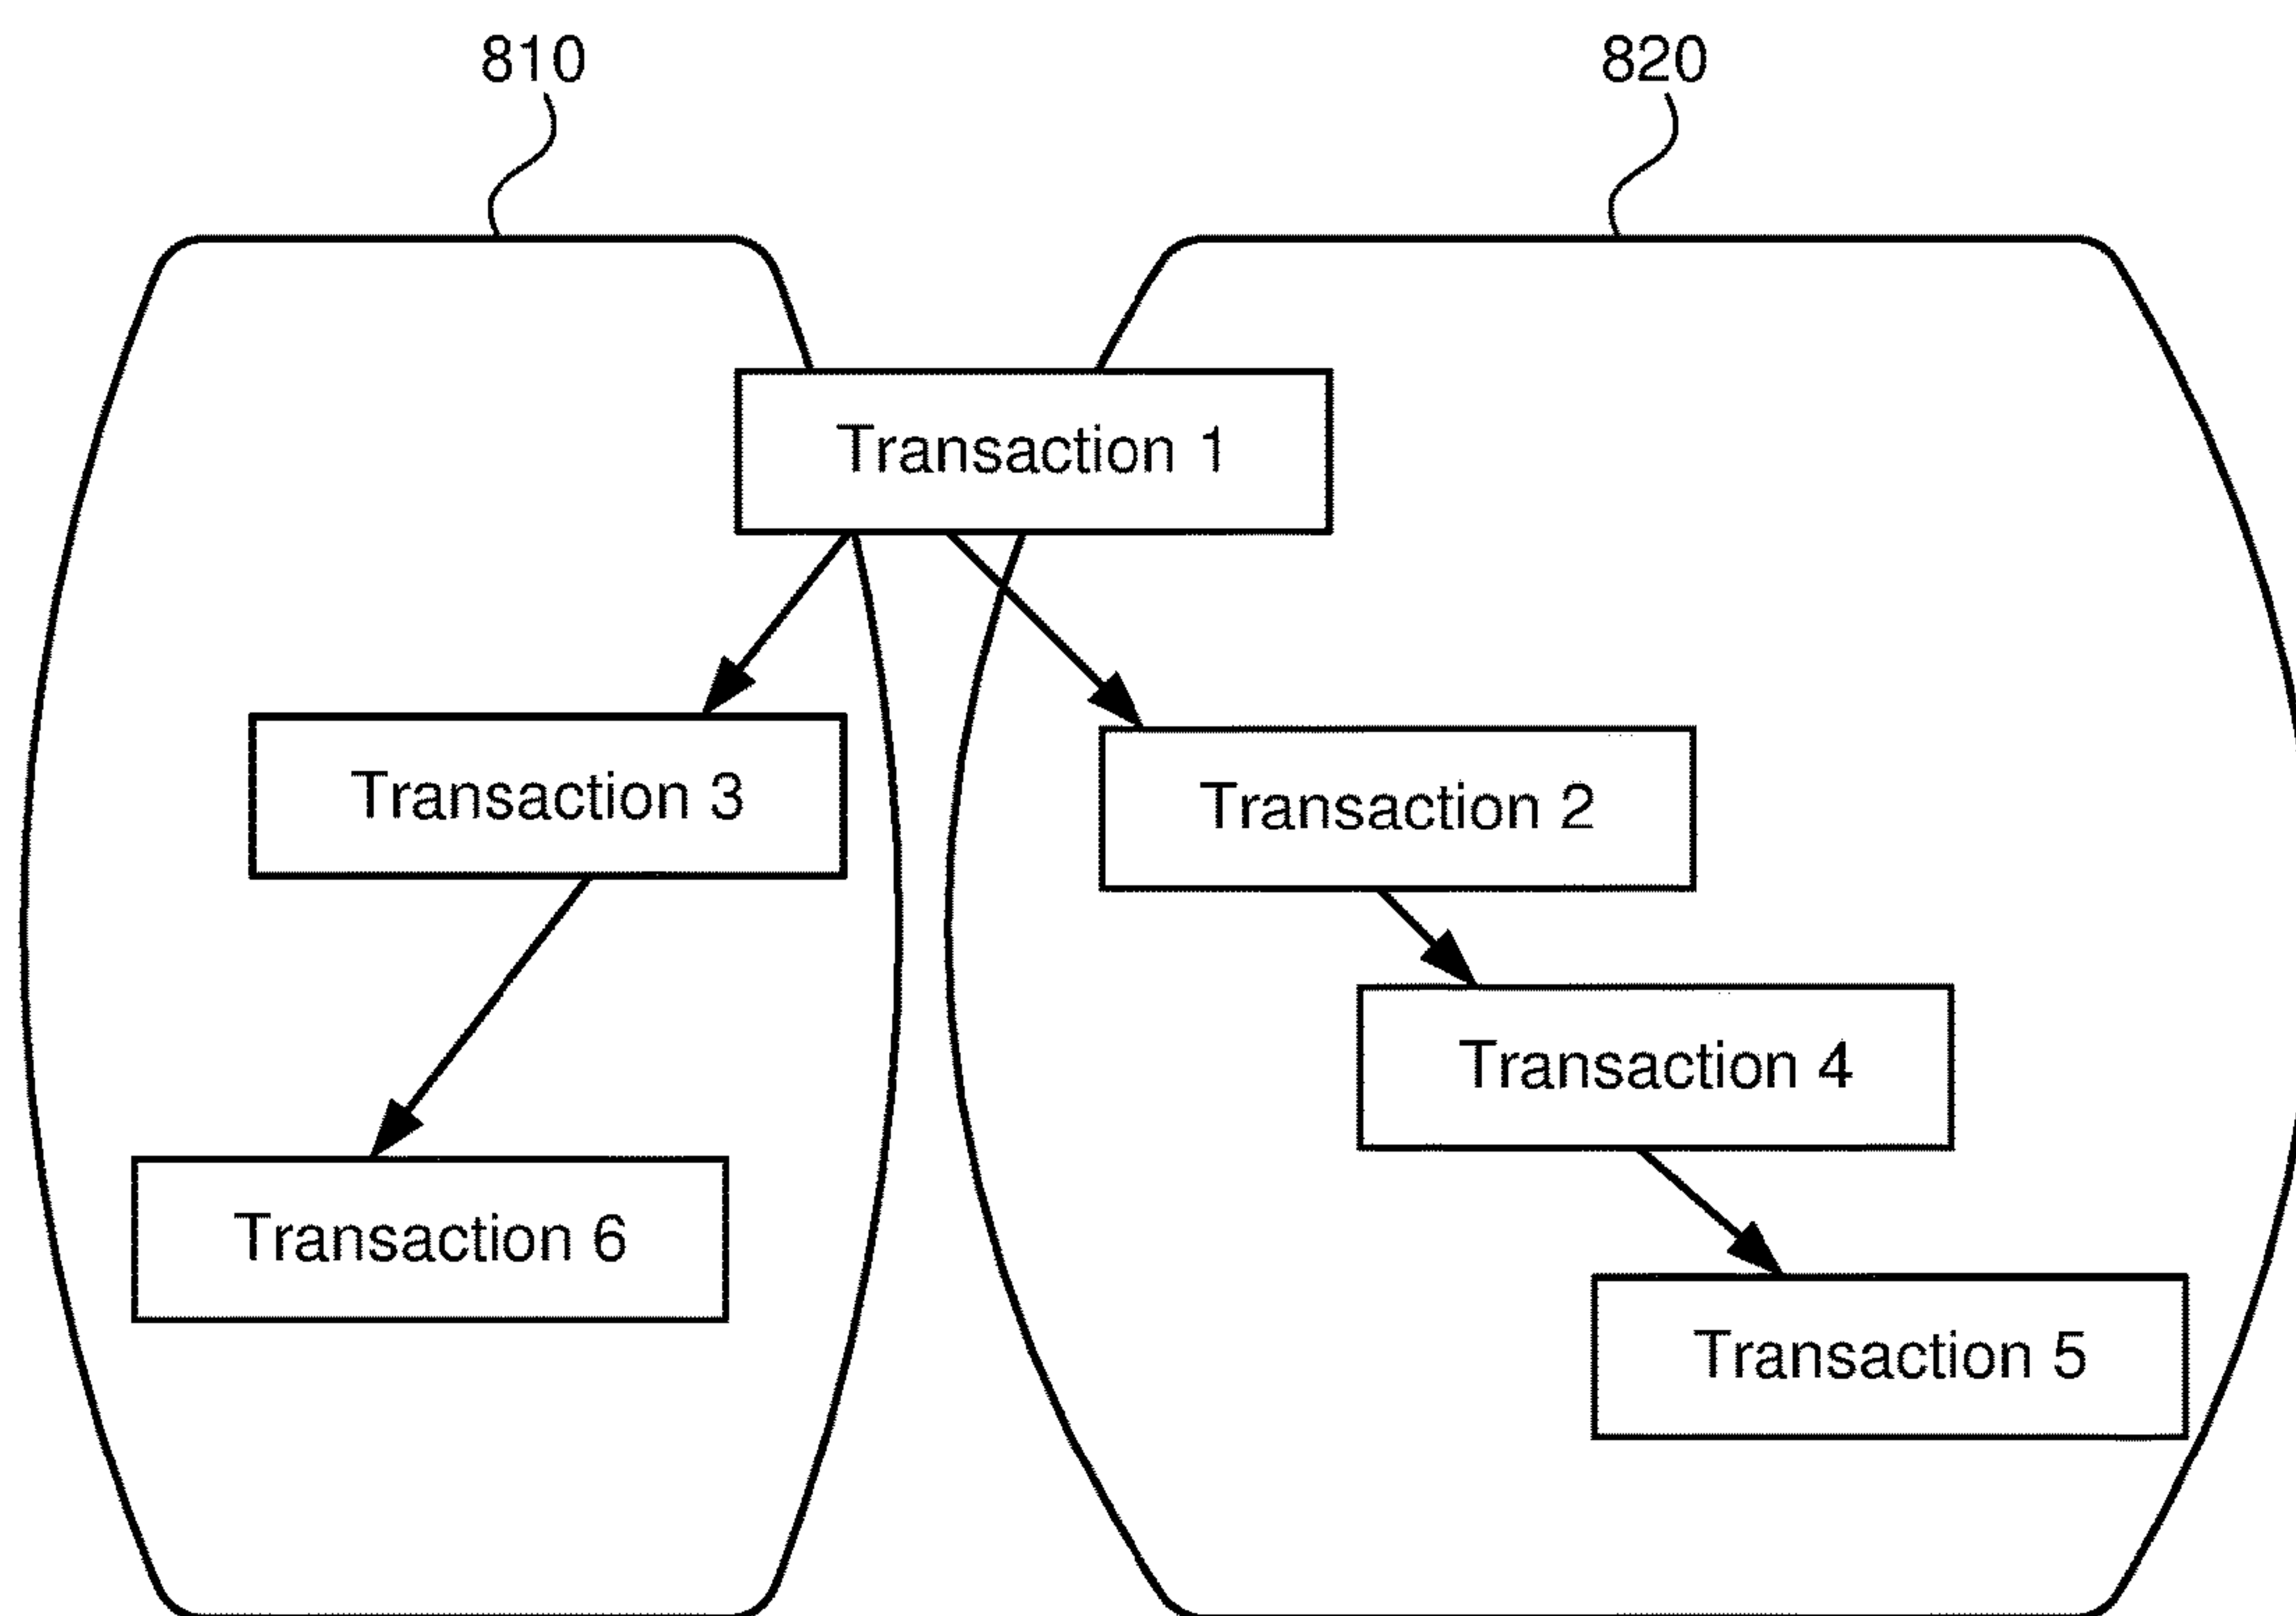 810
820
Transaction 1
Transaction 3
Transaction 2
Transaction 4
Transaction 6
Transaction 5